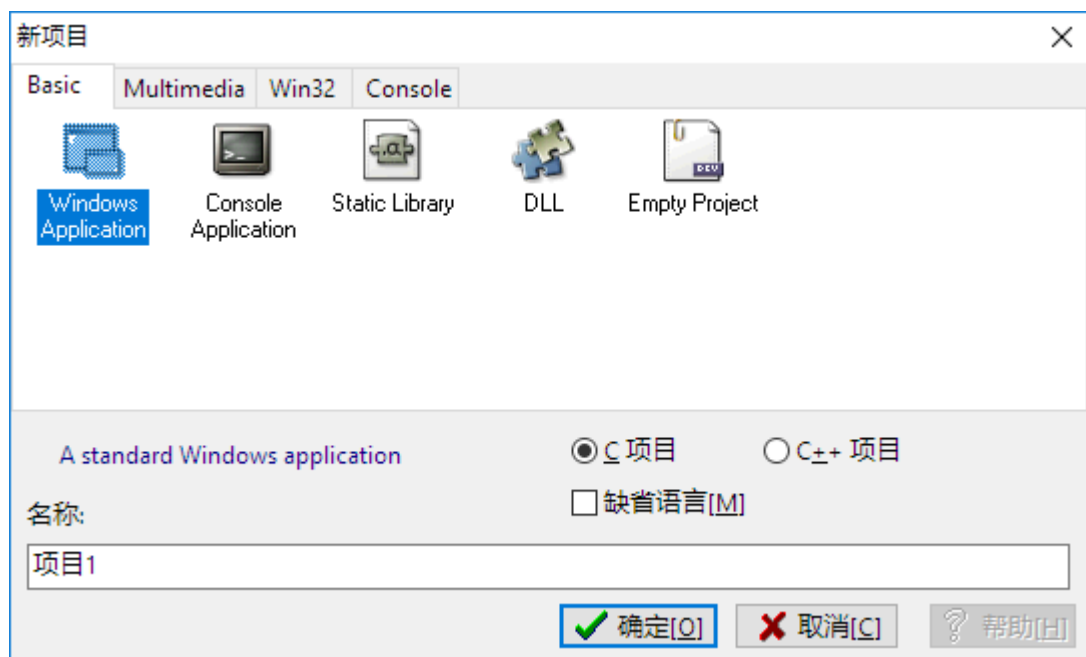 新项目
Basic Multimedia Win32 Console
>_
.a
DEV
Windows Application
Console Application
Static Library
DLL
Empty Project
A standard Windows application
C 项目
C++ 项目
缺省语言[M]
名称:
项目1
确定[O]
取消[C]
帮助[H]